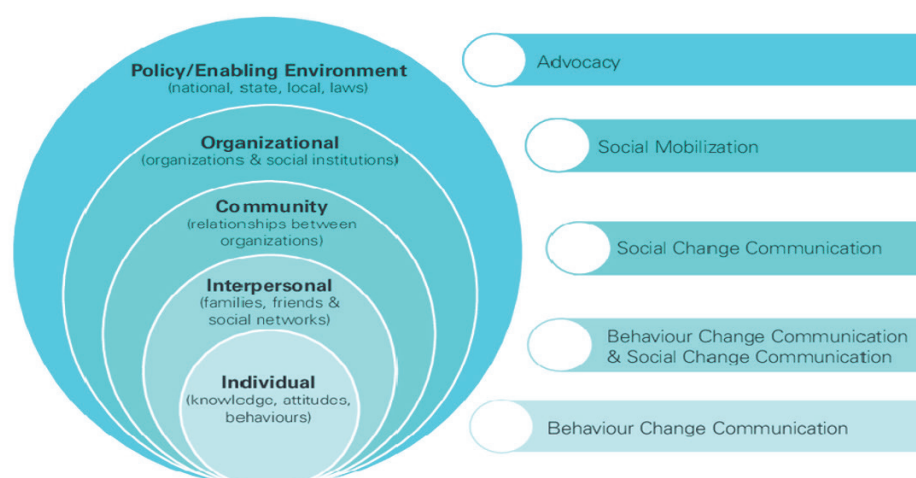 Policy/Enabling Environment
(national, state, local, laws)
Organizational
(organizations & social institutions)
Community
(relationships between
organizations)
Interpersonal
(families, friends &
social networks)
Individual
(knowledge, attitudes,
behaviours)
Advocacy
Social Mobilization
Social Change Communication
Behaviour Change Communication
& Social Change Communication
Behaviour Change Communication